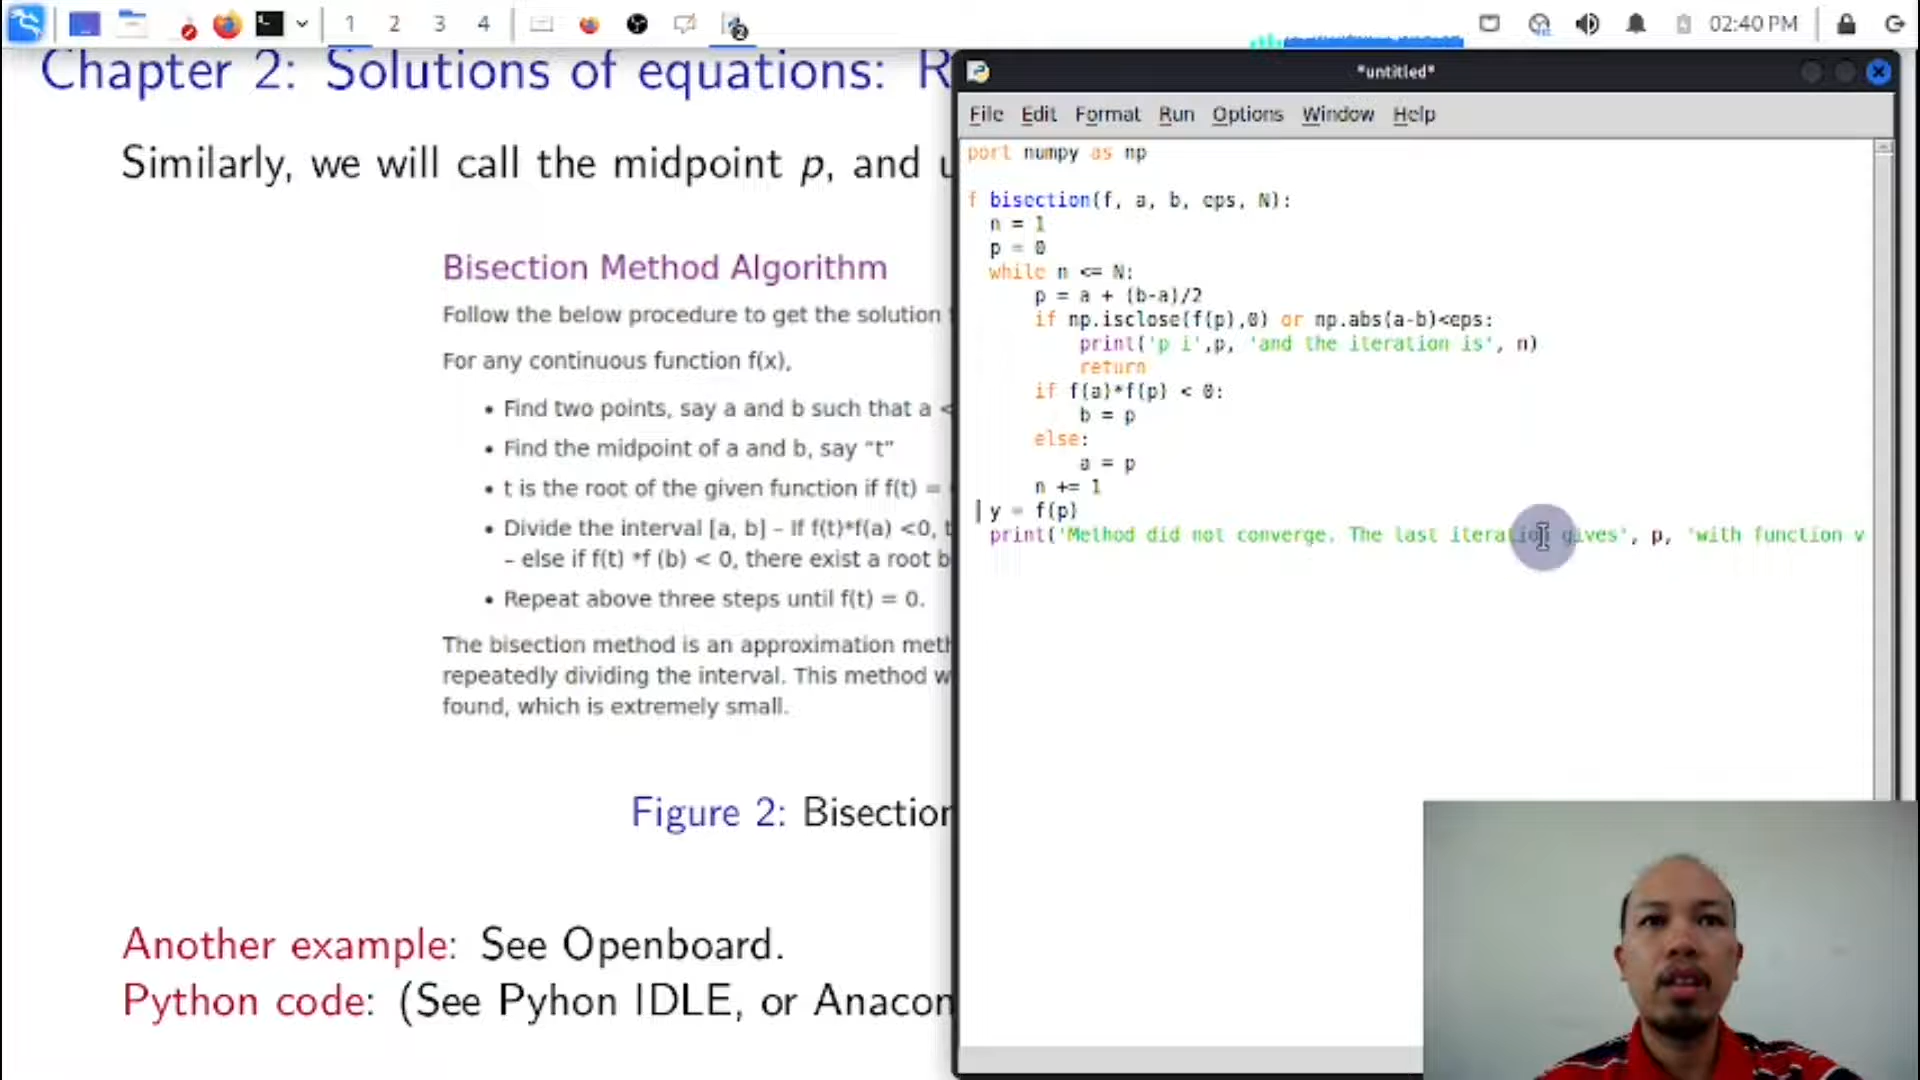 1 2 3 4
02:40 PM
Chapter 2: Solutions of equations: R
Similarly, we will call the midpoint p, and u
Bisection Method Algorithm
Follow the below procedure to get the solution
For any continuous function f(x),
• Find two points, say a and b such that a <
• Find the midpoint of a and b, say “t”
• t is the root of the given function if f(t) =
• Divide the interval [a, b] – If f(t)*f(a) <0, t
– else if f(t) *f (b) < 0, there exist a root b
• Repeat above three steps until f(t) = 0.
The bisection method is an approximation meth
repeatedly dividing the interval. This method w
found, which is extremely small.
Figure 2: Bisection
Another example: See Openboard.
Python code: (See Pyhon IDLE, or Anacon
*untitled*
File Edit Format Run Options Window Help
port numpy as np
f bisection(f, a, b, eps, N):
n = 1
p = 0
while n <= N:
p = a + (b-a)/2
if np.isclose(f(p),0) or np.abs(a-b)<eps:
print('p i',p, 'and the iteration is', n)
return
if f(a)*f(p) < 0:
b = p
else:
a = p
n += 1
y = f(p)
print('Method did not converge. The last iteration gives', p, 'with function v